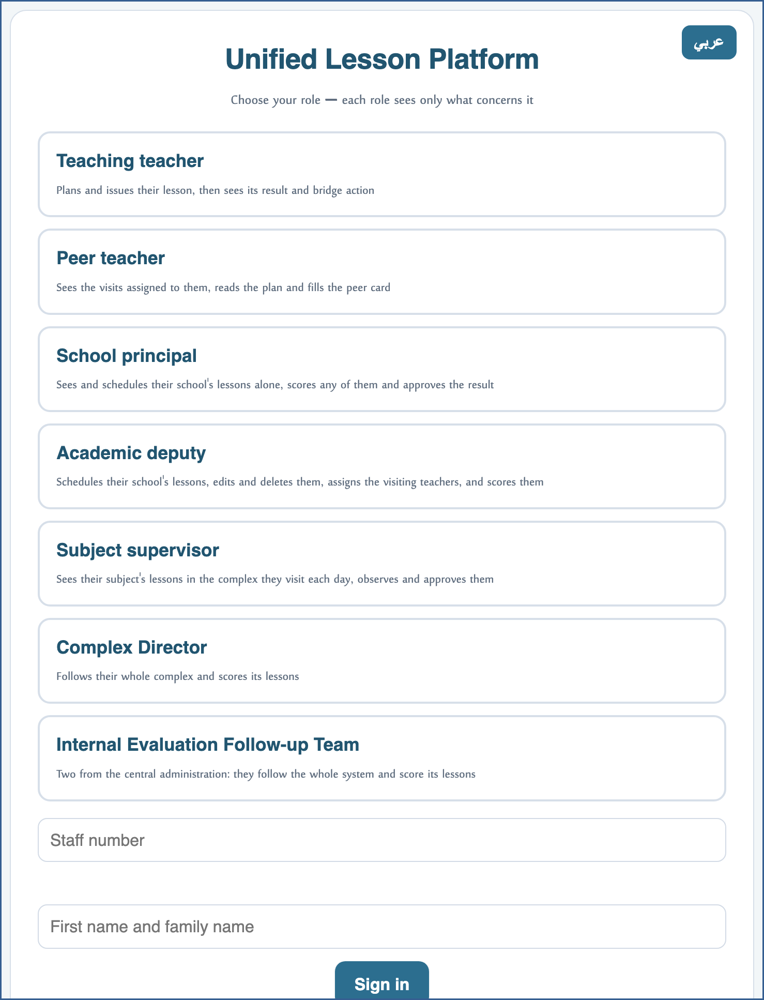 عربي
Unified Lesson Platform
Choose your role — each role sees only what concerns it
Teaching teacher
Plans and issues their lesson, then sees its result and bridge action
Peer teacher
Sees the visits assigned to them, reads the plan and fills the peer card
School principal
Sees and schedules their school's lessons alone, scores any of them and approves the result
Academic deputy
Schedules their school's lessons, edits and deletes them, assigns the visiting teachers, and scores them
Subject supervisor
Sees their subject's lessons in the complex they visit each day, observes and approves them
Complex Director
Follows their whole complex and scores its lessons
Internal Evaluation Follow-up Team
Two from the central administration: they follow the whole system and score its lessons
Staff number
First name and family name
Sign in